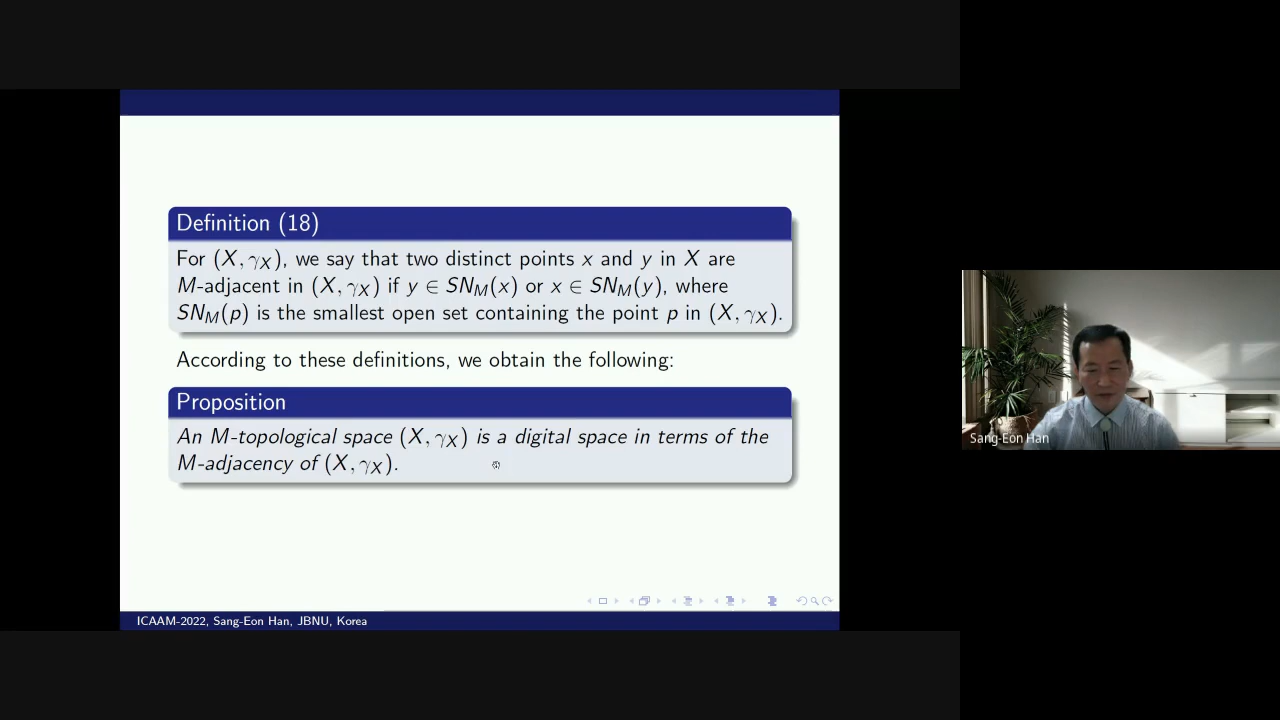 Definition (18)
For (X, γ_X), we say that two distinct points x and y in X are
M-adjacent in (X, γ_X) if y ∈ SN_M(x) or x ∈ SN_M(y), where
SN_M(p) is the smallest open set containing the point p in (X, γ_X).
According to these definitions, we obtain the following:
Proposition
An M-topological space (X, γ_X) is a digital space in terms of the
M-adjacency of (X, γ_X).
ICAAM-2022, Sang-Eon Han, JBNU, Korea
Sang-Eon Han